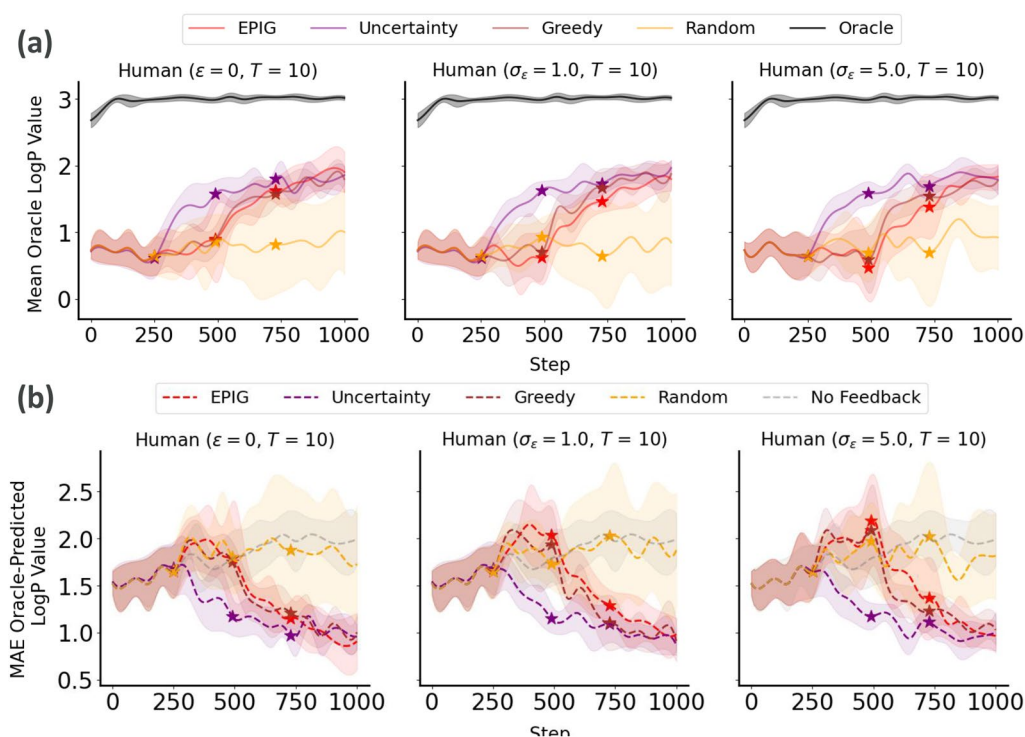 (a)
EPIG Uncertainty Greedy Random Oracle
Human (ε = 0, T = 10) Human (σε = 1.0, T = 10) Human (σε = 5.0, T = 10)
Mean Oracle LogP Value
3
2
1
0
0 250 500 750 1000 0 250 500 750 1000 0 250 500 750 1000
Step
(b)
EPIG Uncertainty Greedy Random No Feedback
Human (ε = 0, T = 10) Human (σε = 1.0, T = 10) Human (σε = 5.0, T = 10)
MAE Oracle-Predicted
LogP Value
2.5
2.0
1.5
1.0
0.5
0 250 500 750 1000 0 250 500 750 1000 0 250 500 750 1000
Step